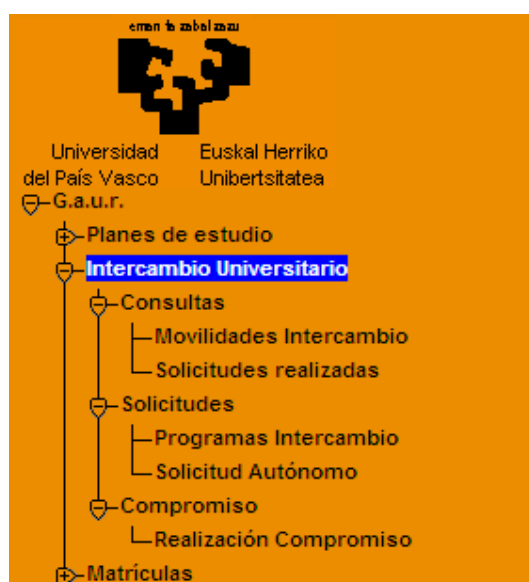 eman ta zabal zazu
Universidad Euskal Herriko
del País Vasco Unibertsitatea
G.a.u.r.
Planes de estudio
Intercambio Universitario
Consultas
Movilidades Intercambio
Solicitudes realizadas
Solicitudes
Programas Intercambio
Solicitud Autónomo
Compromiso
Realización Compromiso
Matrículas